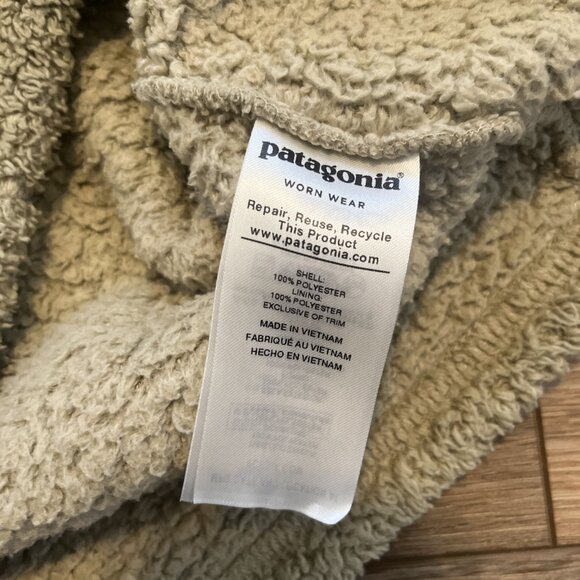 patagonia®
WORN WEAR
Repair, Reuse, Recycle
This Product
www.patagonia.com
SHELL:
100% POLYESTER
LINING:
100% POLYESTER
EXCLUSIVE OF TRIM
MADE IN VIETNAM
FABRIQUÉ AU VIETNAM
HECHO EN VIETNAM